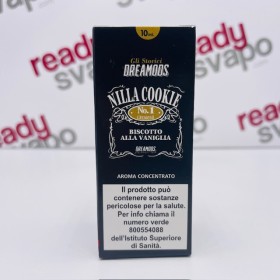 ready
svapo
10ml
Gli Storici
DREAMODS
NILLA COOKIE
No. 1
BISCOTTO
ALLA VANIGLIA
DREAMODS
AROMA CONCENTRATO
Il prodotto può
contenere sostanze
pericolose per la salute.
Per info chiama il
numero verde
800554088
dell'Istituto Superiore
di Sanità.
ready
svapo